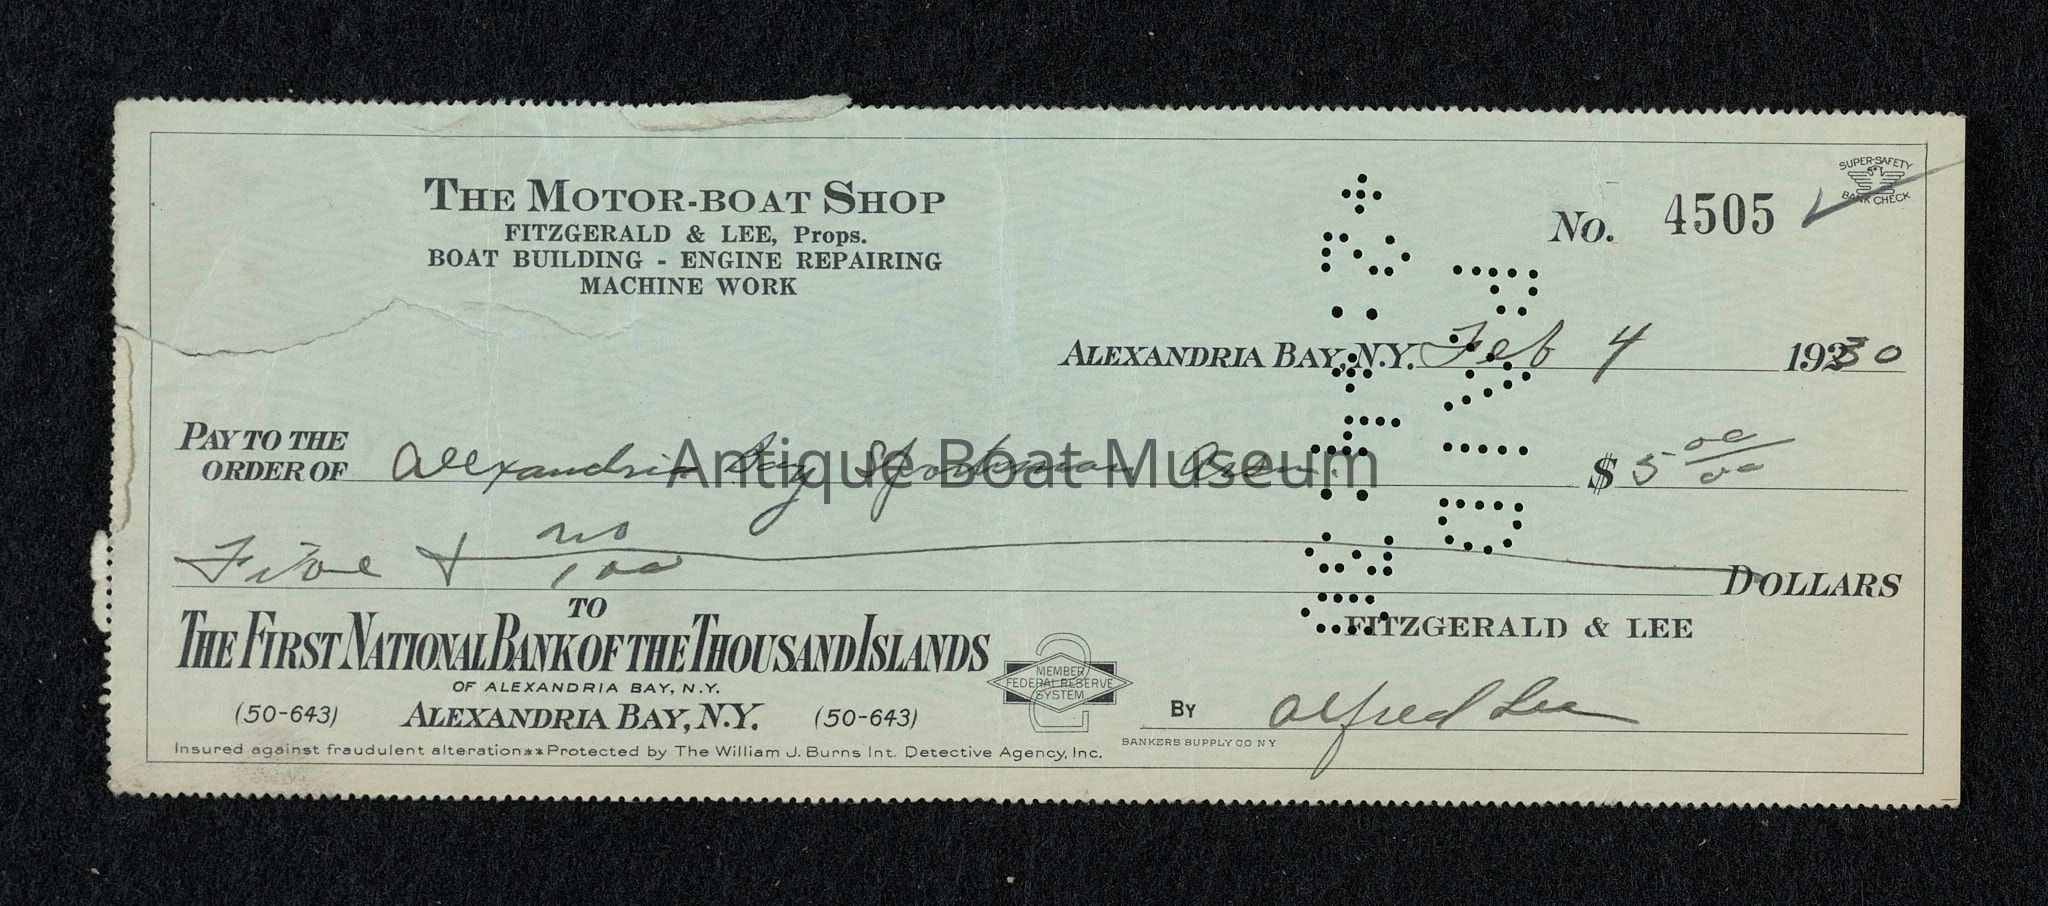 THE MOTOR-BOAT SHOP
FITZGERALD & LEE, Props.
BOAT BUILDING - ENGINE REPAIRING
MACHINE WORK
SUPER-SAFETY
BANK CHECK
No. 4505
ALEXANDRIA BAY, N.Y. Feb 4 1930
PAY TO THE
ORDER OF Alexandria Bay Sportsman Assn. $5 00/00
Five & no/100 DOLLARS
Antique Boat Museum
PAID
TO
THE FIRST NATIONAL BANK OF THE THOUSAND ISLANDS
OF ALEXANDRIA BAY, N.Y.
(50-643) ALEXANDRIA BAY, N.Y. (50-643)
MEMBER
FEDERAL RESERVE
SYSTEM
FITZGERALD & LEE
BY Alfred Lee
BANKERS SUPPLY CO N Y
Insured against fraudulent alteration**Protected by The William J. Burns Int. Detective Agency, Inc.